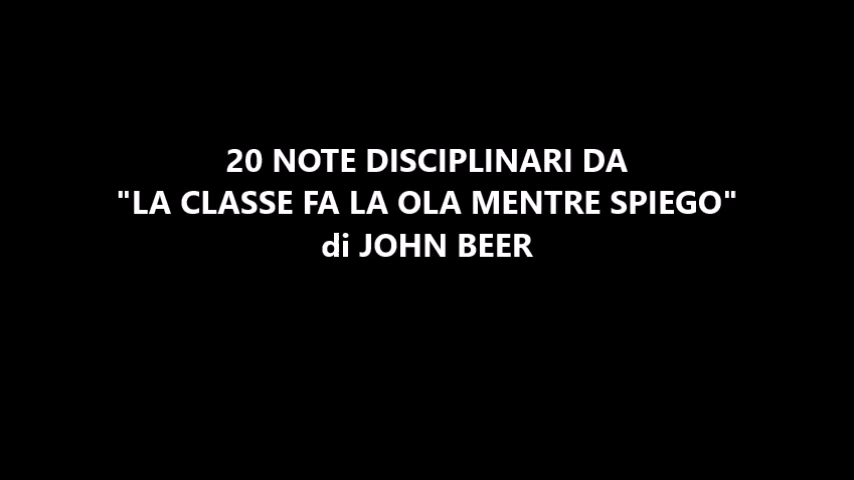 20 NOTE DISCIPLINARI DA
"LA CLASSE FA LA OLA MENTRE SPIEGO"
di JOHN BEER